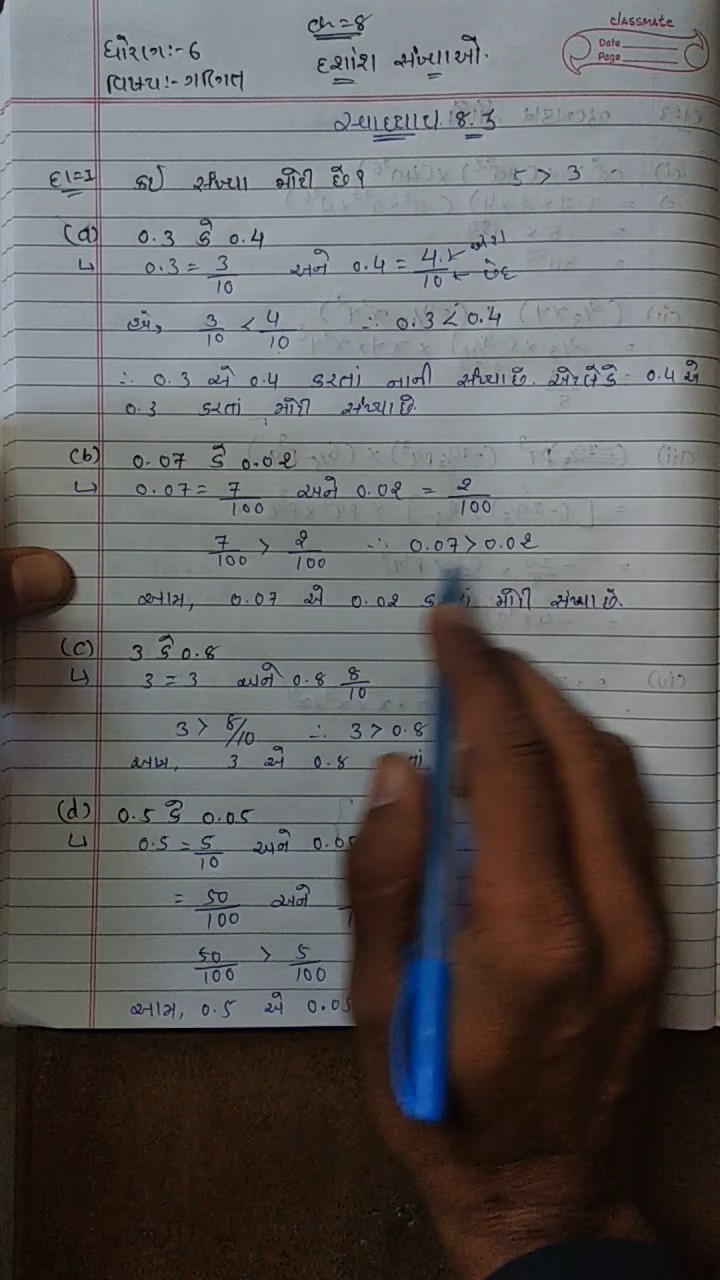 ch=8
classmate
ધોરણ:-6
દશાંશ સંખ્યાઓ.
Date
Page
વિષય:- ગણિત
સ્વાધ્યાય 8.3
દા=1 કઈ સંખ્યા મોટી છે? 5 > 3
(a) 0.3 કે 0.4
↳ 0.3 = 3/10 અને 0.4 = 4/10 ← અંશ ← છેદ
3/10 < 4/10 ∴ 0.3 < 0.4
∴ 0.3 એ 0.4 કરતાં નાની સંખ્યા છે. એટલેકે 0.4 એ
0.3 કરતાં મોટી સંખ્યા છે.
(b) 0.07 કે 0.02
↳ 0.07 = 7/100 અને 0.02 = 2/100
7/100 > 2/100 ∴ 0.07 > 0.02
આમ, 0.07 એ 0.02 મોટી સંખ્યા છે.
(c) 3 કે 0.8
↳ 3 = 3 અને 0.8 8/10
3 > 8/10 ∴ 3 > 0.8
આમ, 3 એ 0.8
(d) 0.5 કે 0.05
↳ 0.5 = 5/10 અને 0.05
= 50/100 અને
50/100 > 5/100
આમ, 0.5 એ 0.05